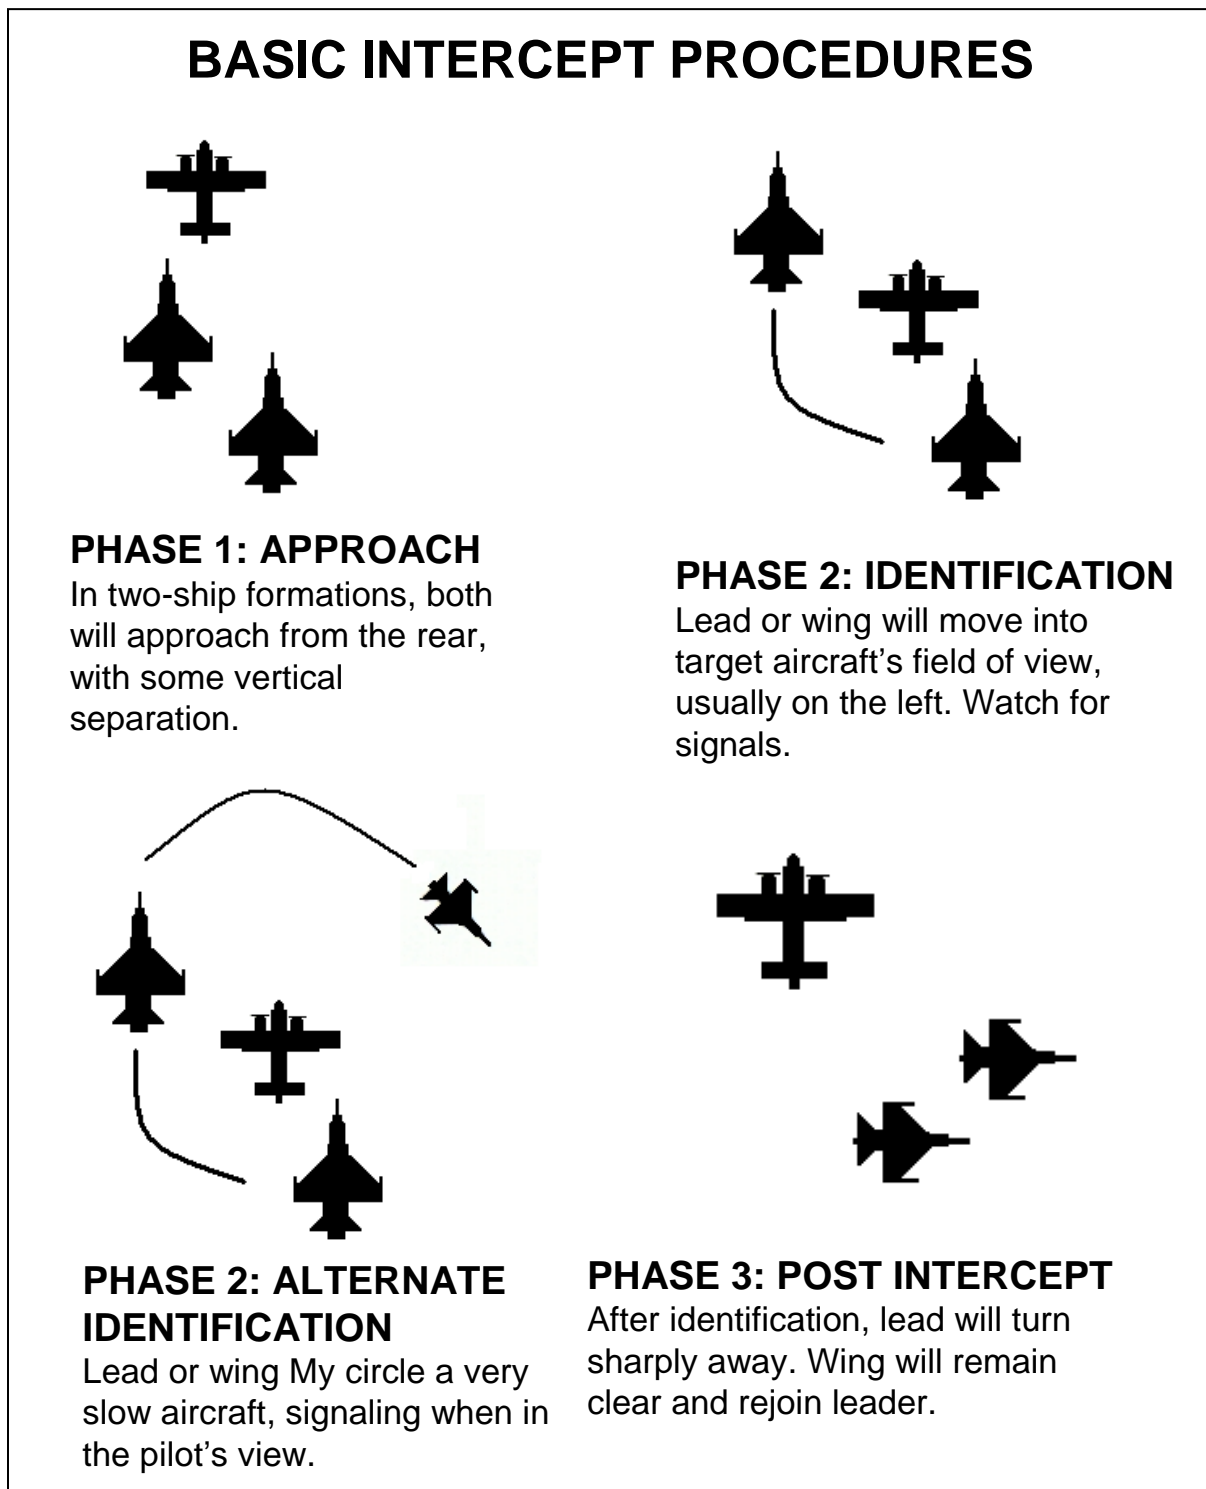 BASIC INTERCEPT PROCEDURES
PHASE 1: APPROACH
In two-ship formations, both
will approach from the rear,
with some vertical
separation.
PHASE 2: IDENTIFICATION
Lead or wing will move into
target aircraft's field of view,
usually on the left. Watch for
signals.
PHASE 2: ALTERNATE
IDENTIFICATION
Lead or wing My circle a very
slow aircraft, signaling when in
the pilot's view.
PHASE 3: POST INTERCEPT
After identification, lead will turn
sharply away. Wing will remain
clear and rejoin leader.